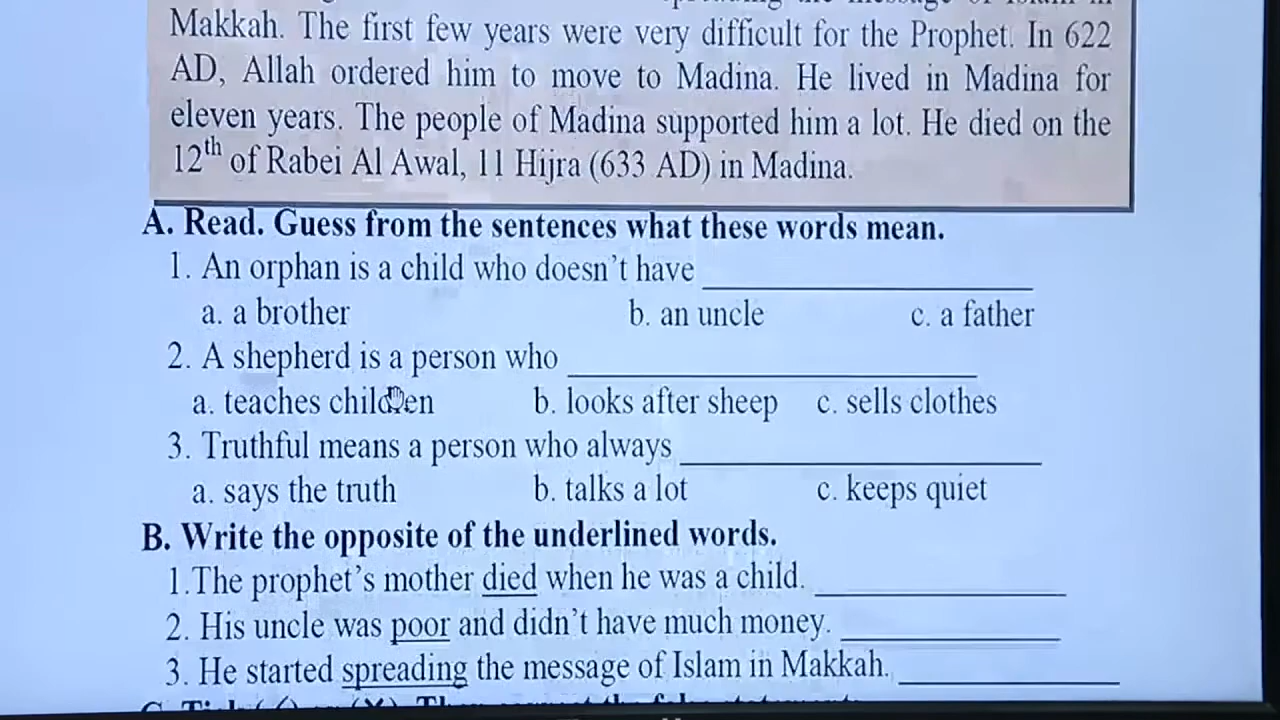 Makkah. The first few years were very difficult for the Prophet. In 622
AD, Allah ordered him to move to Madina. He lived in Madina for
eleven years. The people of Madina supported him a lot. He died on the
12th of Rabei Al Awal, 11 Hijra (633 AD) in Madina.
A. Read. Guess from the sentences what these words mean.
1. An orphan is a child who doesn't have ____________
a. a brother b. an uncle c. a father
2. A shepherd is a person who ____________
a. teaches children b. looks after sheep c. sells clothes
3. Truthful means a person who always ____________
a. says the truth b. talks a lot c. keeps quiet
B. Write the opposite of the underlined words.
1.The prophet's mother died when he was a child. ____________
2. His uncle was poor and didn't have much money. ____________
3. He started spreading the message of Islam in Makkah. ____________